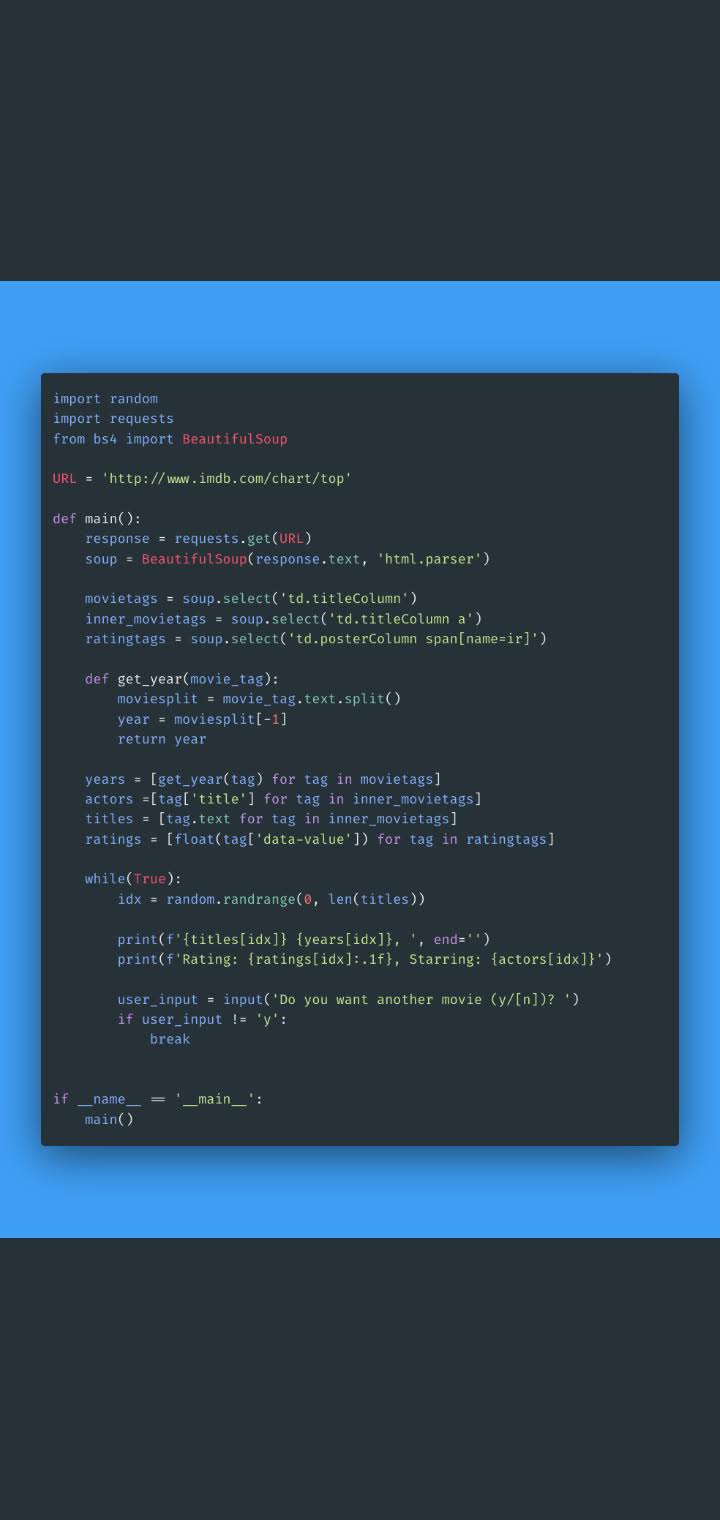 import random
import requests
from bs4 import BeautifulSoup

URL = 'http://www.imdb.com/chart/top'

def main():
    response = requests.get(URL)
    soup = BeautifulSoup(response.text, 'html.parser')

    movietags = soup.select('td.titleColumn')
    inner_movietags = soup.select('td.titleColumn a')
    ratingtags = soup.select('td.posterColumn span[name=ir]')

    def get_year(movie_tag):
        moviesplit = movie_tag.text.split()
        year = moviesplit[-1]
        return year

    years = [get_year(tag) for tag in movietags]
    actors =[tag['title'] for tag in inner_movietags]
    titles = [tag.text for tag in inner_movietags]
    ratings = [float(tag['data-value']) for tag in ratingtags]

    while(True):
        idx = random.randrange(0, len(titles))

        print(f'{titles[idx]} {years[idx]}, ', end='')
        print(f'Rating: {ratings[idx]:.1f}, Starring: {actors[idx]}')

        user_input = input('Do you want another movie (y/[n])? ')
        if user_input != 'y':
            break


if __name__ == '__main__':
    main()